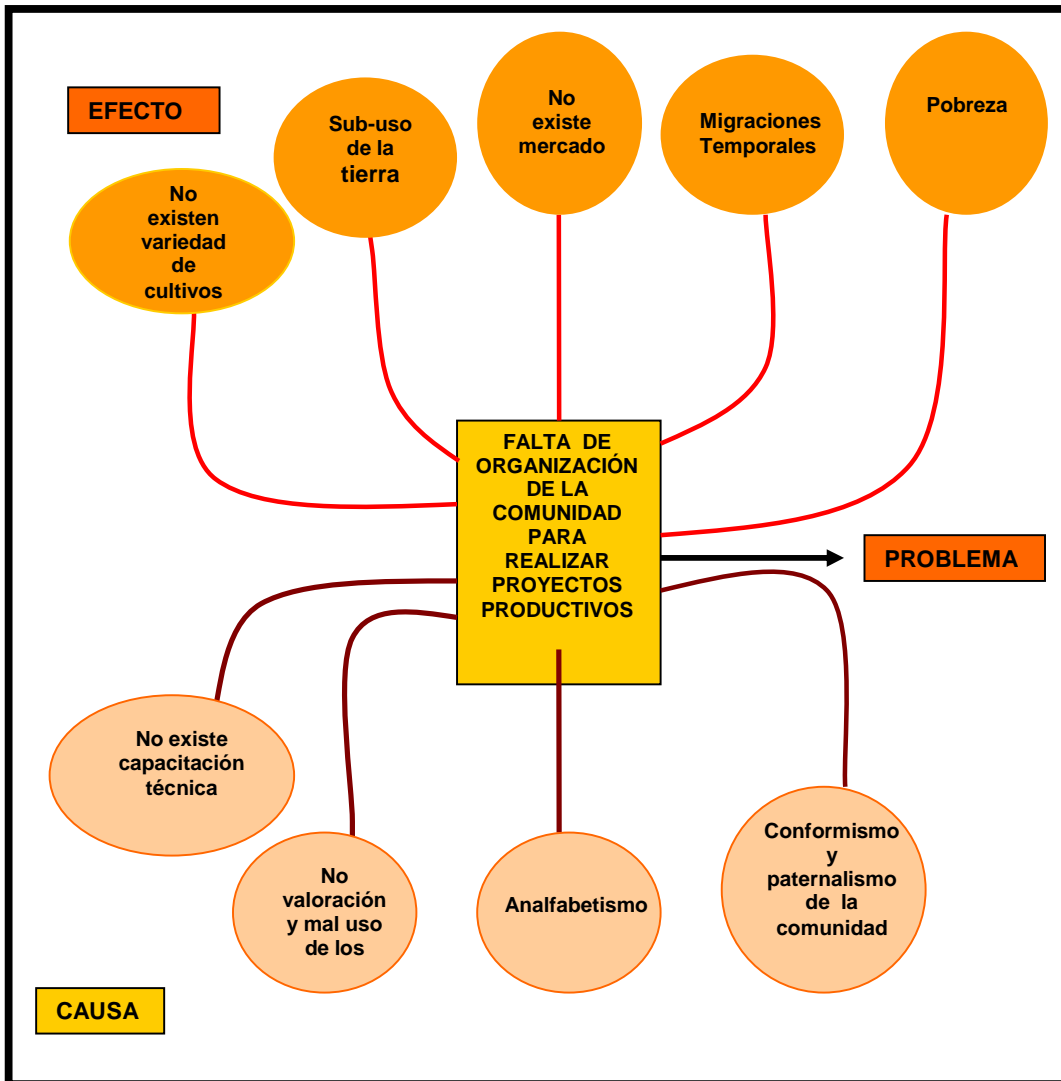 EFECTO
No
existen
variedad
de
cultivos
Sub-uso
de la
tierra
No
existe
mercado
Migraciones
Temporales
Pobreza
FALTA DE
ORGANIZACIÓN
DE LA
COMUNIDAD
PARA
REALIZAR
PROYECTOS
PRODUCTIVOS
PROBLEMA
No existe
capacitación
técnica
No
valoración
y mal uso
de los
Analfabetismo
Conformismo
y
paternalismo
de la
comunidad
CAUSA